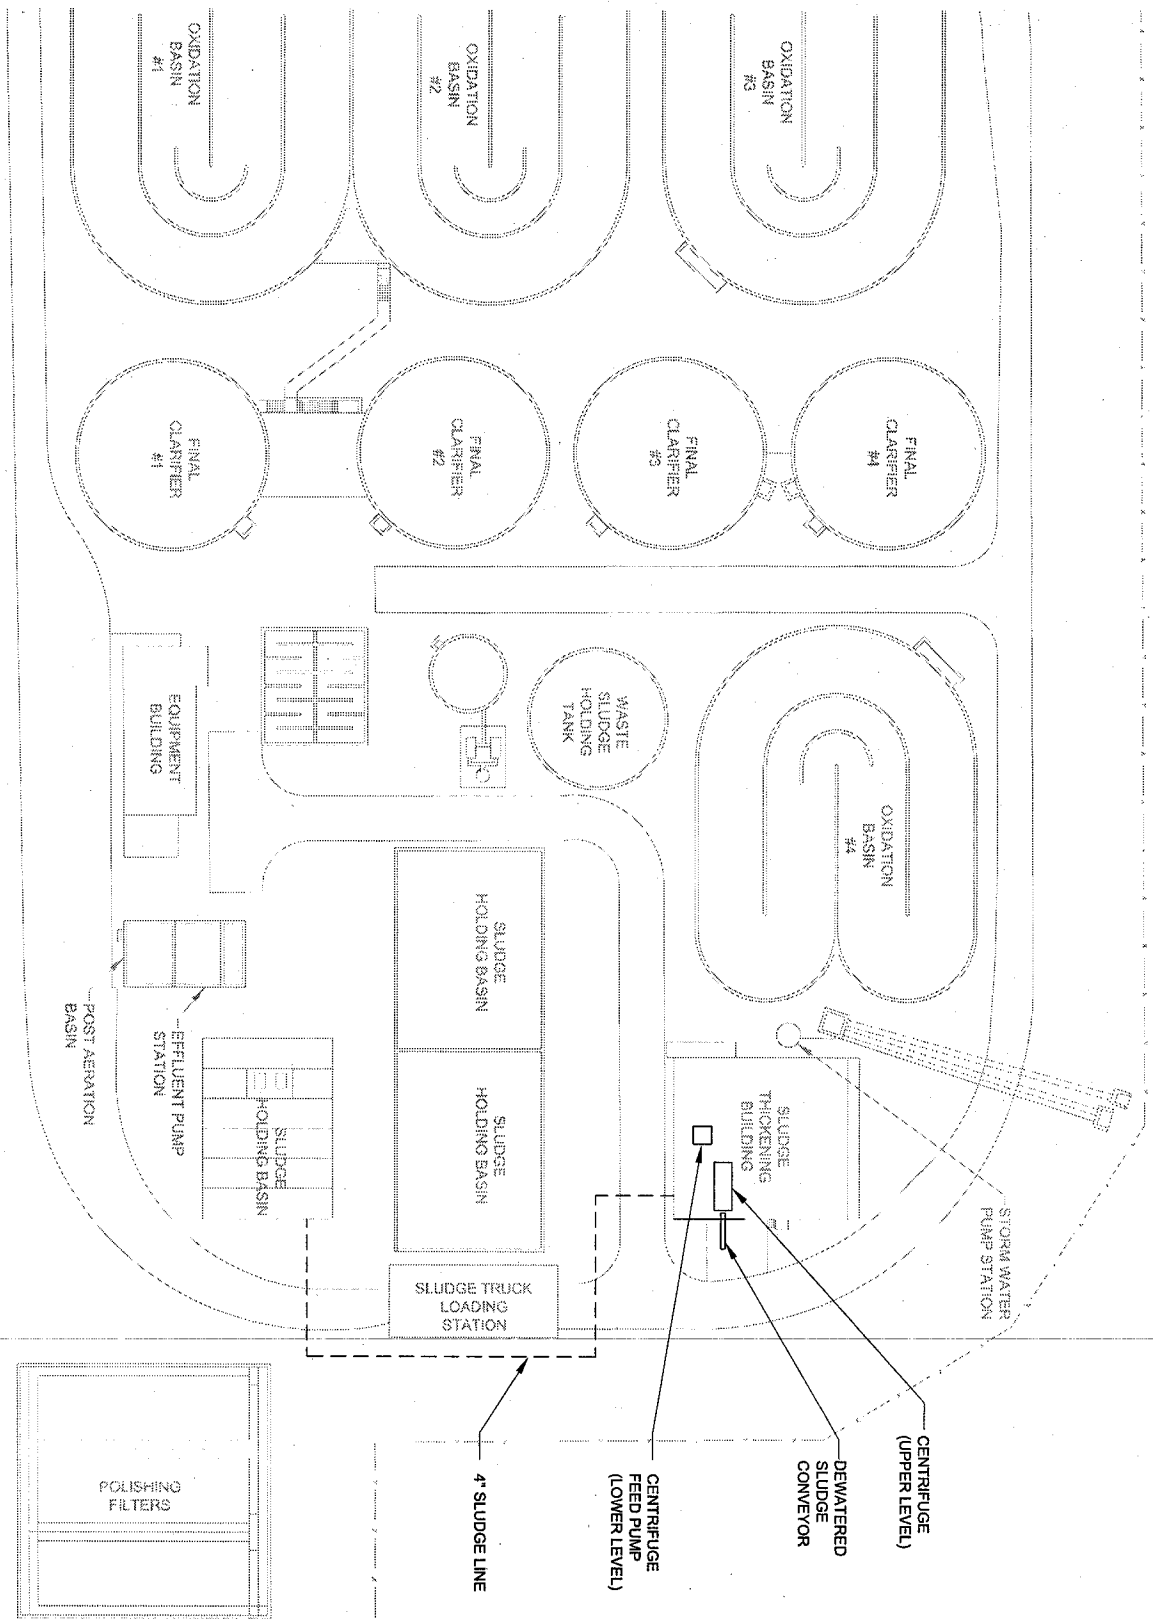 OXIDATION
BASIN
#1
OXIDATION
BASIN
#2
OXIDATION
BASIN
#3
FINAL
CLARIFIER
#1
FINAL
CLARIFIER
#2
FINAL
CLARIFIER
#3
FINAL
CLARIFIER
#4
EQUIPMENT
BUILDING
WASTE
SLUDGE
HOLDING
TANK
OXIDATION
BASIN
#4
SLUDGE
HOLDING BASIN
SLUDGE
HOLDING BASIN
SLUDGE
HOLDING BASIN
POST AERATION
BASIN
EFFLUENT PUMP
STATION
SLUDGE
THICKENING
BUILDING
STORM WATER
PUMP STATION
SLUDGE TRUCK
LOADING
STATION
POLISHING
FILTERS
4" SLUDGE LINE
CENTRIFUGE
FEED PUMP
(LOWER LEVEL)
DEWATERED
SLUDGE
CONVEYOR
CENTRIFUGE
(UPPER LEVEL)